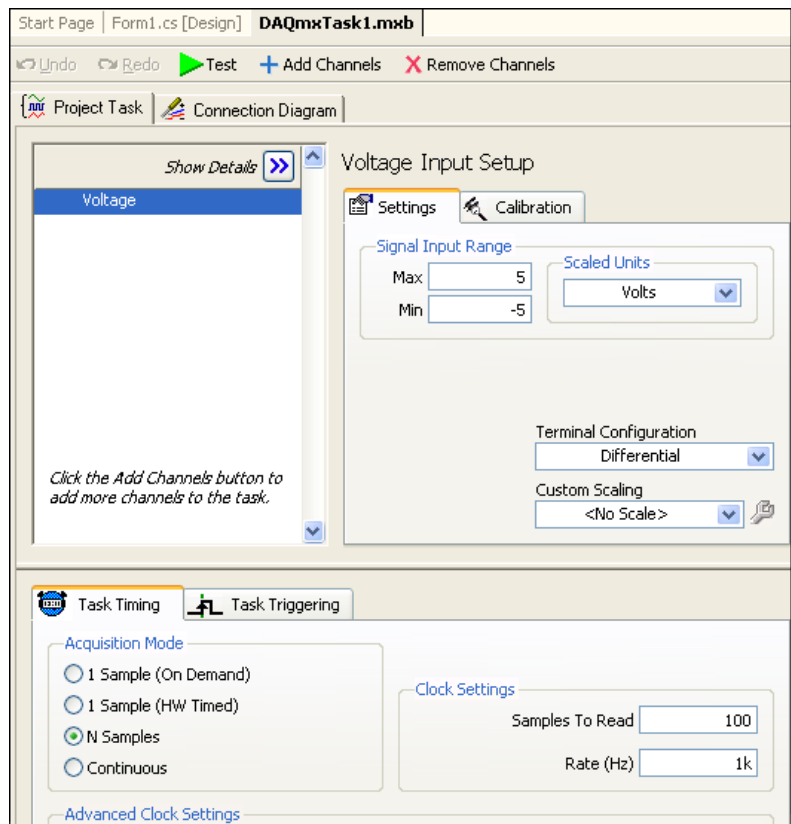 Start Page Form1.cs [Design] DAQmxTask1.mxb
Undo Redo Test Add Channels Remove Channels
Project Task Connection Diagram
Show Details
Voltage
Click the Add Channels button to
add more channels to the task.
Voltage Input Setup
Settings Calibration
Signal Input Range
Max 5
Min -5
Scaled Units
Volts
Terminal Configuration
Differential
Custom Scaling
<No Scale>
Task Timing Task Triggering
Acquisition Mode
1 Sample (On Demand)
1 Sample (HW Timed)
N Samples
Continuous
Clock Settings
Samples To Read 100
Rate (Hz) 1k
Advanced Clock Settings